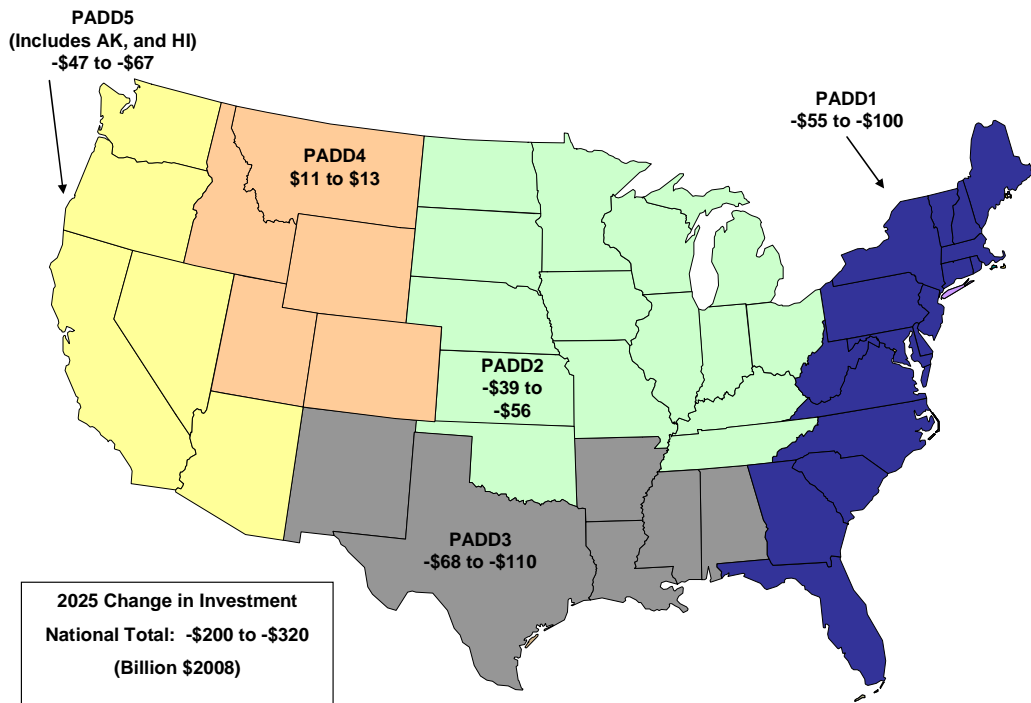 PADD5
(Includes AK, and HI)
-$47 to -$67
PADD1
-$55 to -$100
PADD4
$11 to $13
PADD2
-$39 to
-$56
PADD3
-$68 to -$110
2025 Change in Investment
National Total:  -$200 to -$320
(Billion $2008)